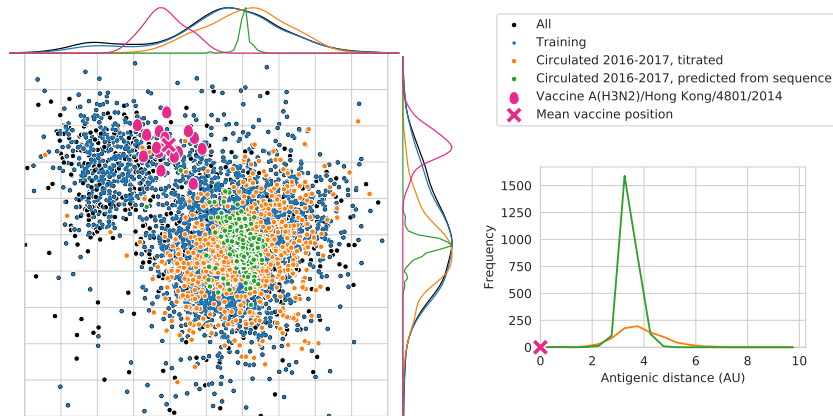 All
Training
Circulated 2016-2017, titrated
Circulated 2016-2017, predicted from sequence
Vaccine A(H3N2)/Hong Kong/4801/2014
Mean vaccine position
1500
1250
1000
750
500
250
0
Frequency
0 2 4 6 8 10
Antigenic distance (AU)